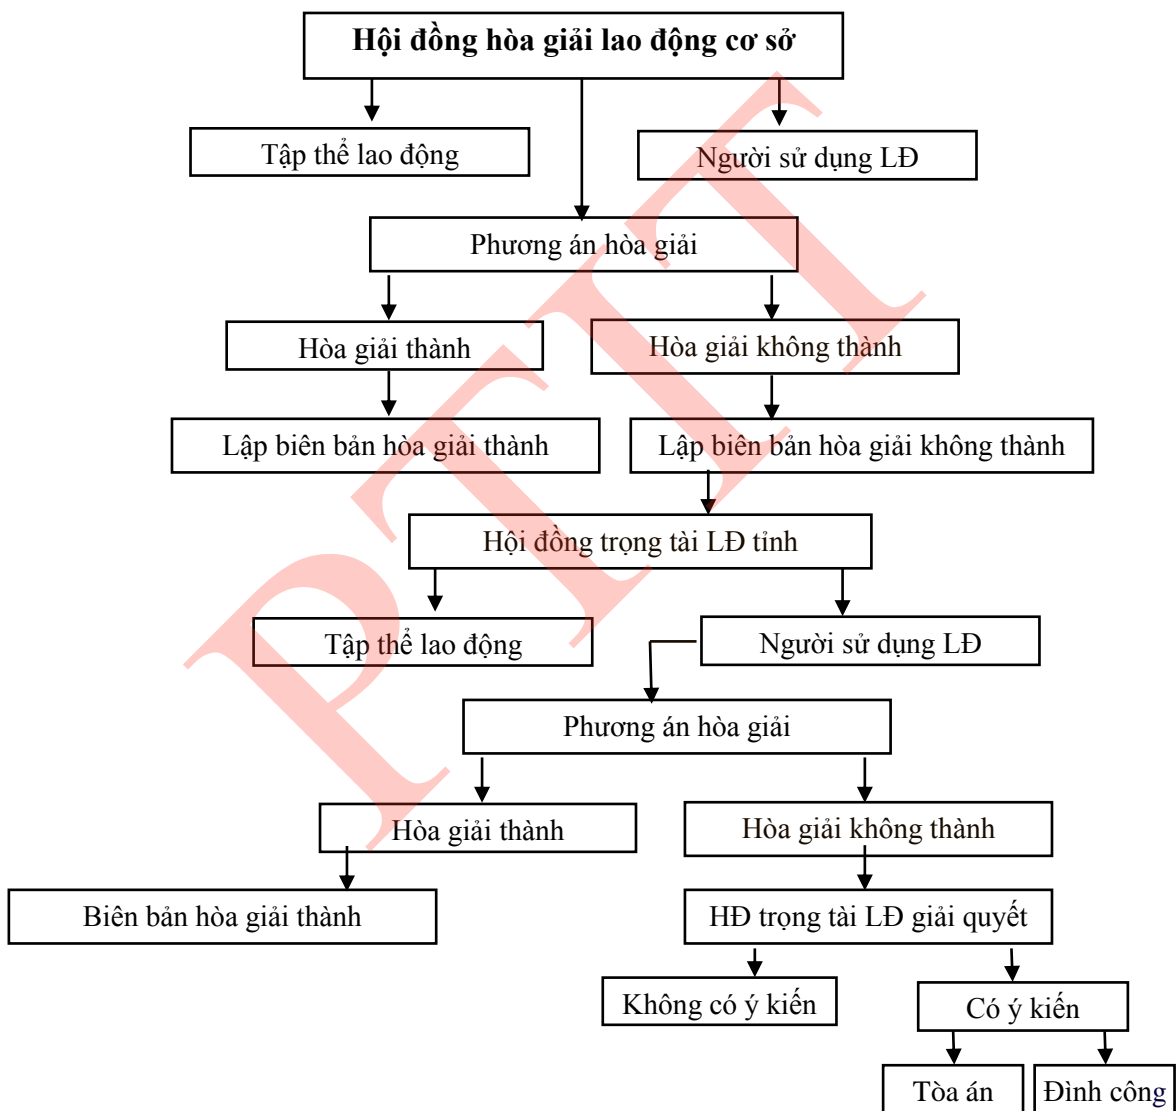 Hội đồng hòa giải lao động cơ sở
Tập thể lao động
Người sử dụng LĐ
Phương án hòa giải
Hòa giải thành
Hòa giải không thành
Lập biên bản hòa giải thành
Lập biên bản hòa giải không thành
Hội đồng trọng tài LĐ tỉnh
Tập thể lao động
Người sử dụng LĐ
Phương án hòa giải
Hòa giải thành
Hòa giải không thành
Biên bản hòa giải thành
HĐ trọng tài LĐ giải quyết
Không có ý kiến
Có ý kiến
Tòa án
Đình công
PTIT